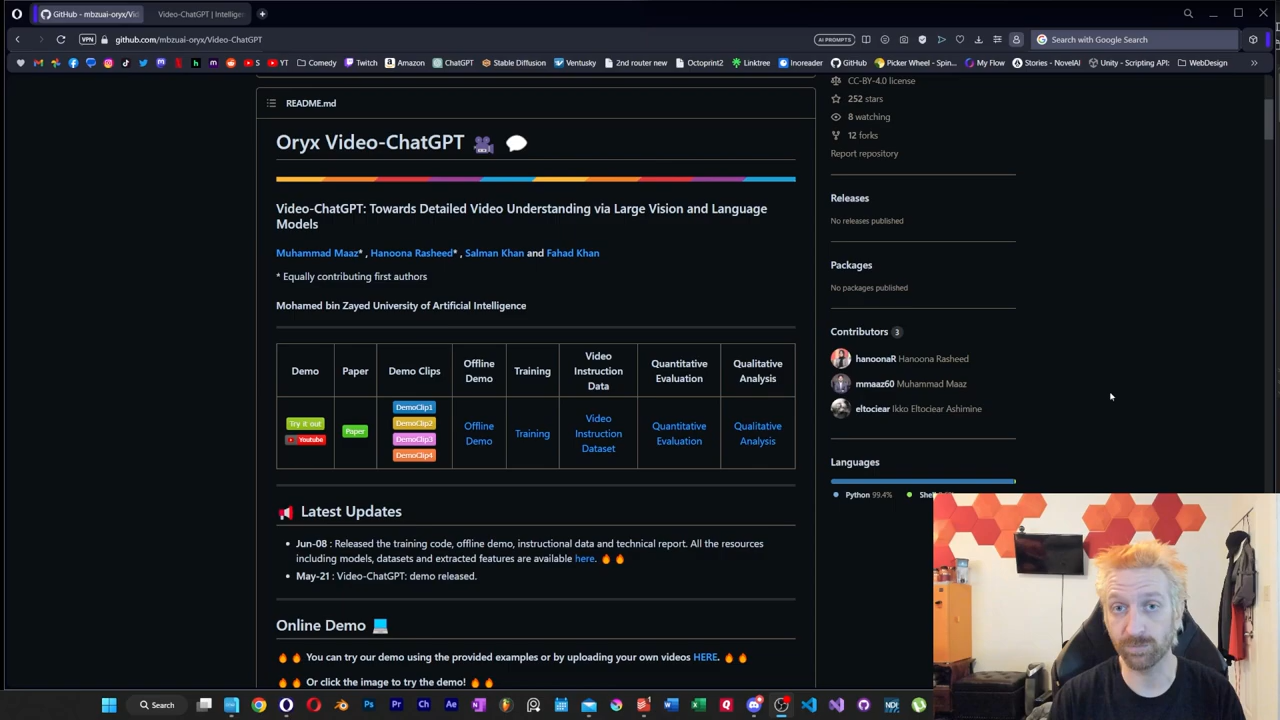 GitHub - mbzuai-oryx/Vid
Video-ChatGPT | Intellige
VPN
github.com/mbzuai-oryx/Video-ChatGPT
AI PROMPTS
Search with Google Search
S
YT
Comedy
Twitch
Amazon
ChatGPT
Stable Diffusion
Ventusky
2nd router new
Octoprint2
Linktree
Inoreader
GitHub
Picker Wheel - Spin...
My Flow
Stories - NovelAI
Unity - Scripting API:
WebDesign
README.md
Oryx Video-ChatGPT
Video-ChatGPT: Towards Detailed Video Understanding via Large Vision and Language
Models
Muhammad Maaz* , Hanoona Rasheed* , Salman Khan and Fahad Khan
* Equally contributing first authors
Mohamed bin Zayed University of Artificial Intelligence
Demo
Paper
Demo Clips
Offline
Demo
Training
Video
Instruction
Data
Quantitative
Evaluation
Qualitative
Analysis
Try it out
Youtube
Paper
DemoClip1
DemoClip2
DemoClip3
DemoClip4
Offline
Demo
Training
Video
Instruction
Dataset
Quantitative
Evaluation
Qualitative
Analysis
Latest Updates
Jun-08 : Released the training code, offline demo, instructional data and technical report. All the resources
including models, datasets and extracted features are available here.
May-21 : Video-ChatGPT: demo released.
Online Demo
You can try our demo using the provided examples or by uploading your own videos HERE.
Or click the image to try the demo!
CC-BY-4.0 license
252 stars
8 watching
12 forks
Report repository
Releases
No releases published
Packages
No packages published
Contributors 3
hanoonaR Hanoona Rasheed
mmaaz60 Muhammad Maaz
eltociear Ikko Eltociear Ashimine
Languages
Python 99.4%
Search
Ps
Pr
Ch
Ae